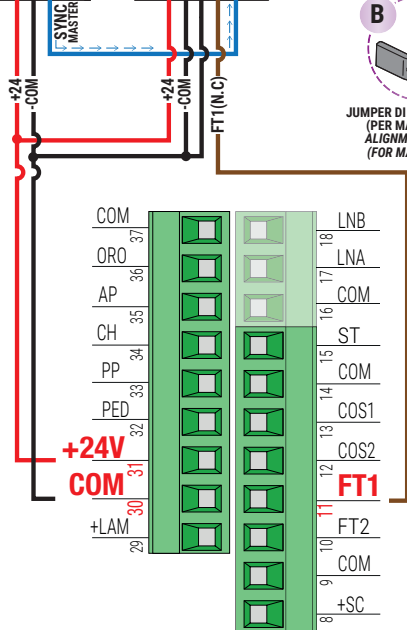 SYNC
MASTER
+24
-COM
+24
-COM
FT1(N.C)
B
JUMPER DI
(PER MA
ALIGNM
(FOR MA
COM 37
ORO 36
AP 35
CH 34
PP 33
PED 32
+24V 31
COM 30
+LAM 29
LNB 18
LNA 17
COM 16
ST 15
COM 14
COS1 13
COS2 12
FT1 11
FT2 10
COM 9
+SC 8